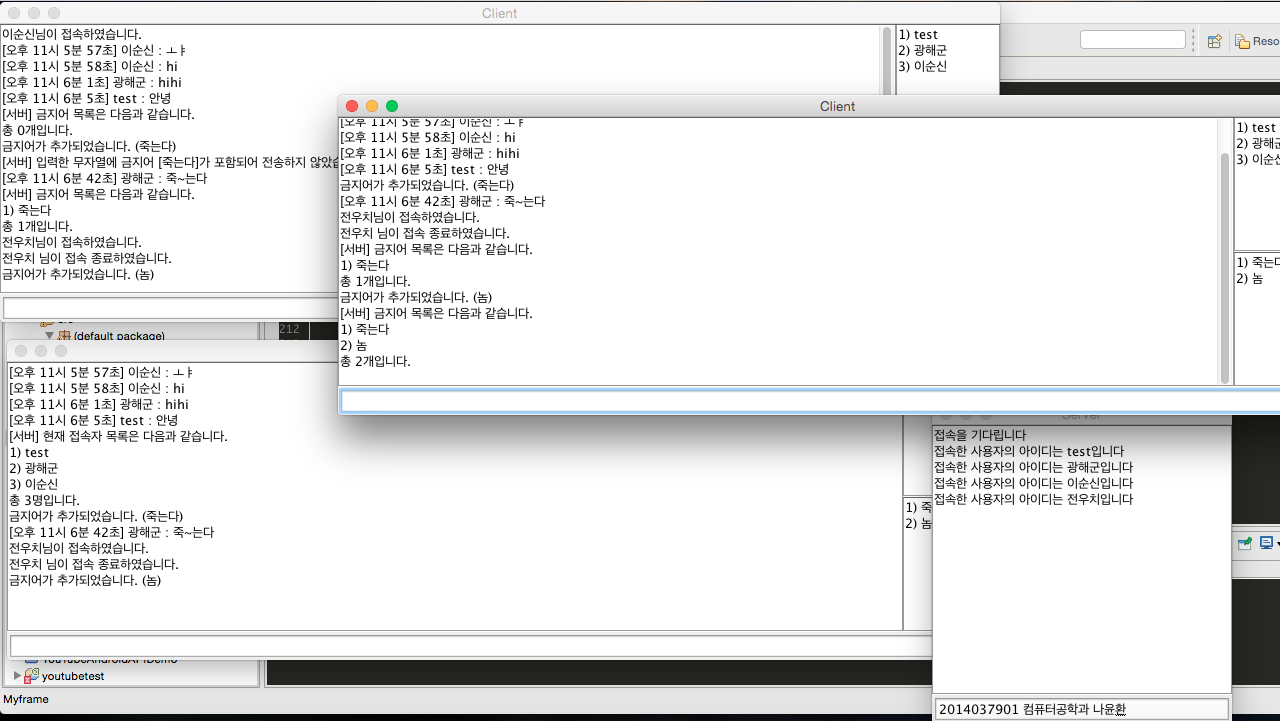 Client
이순신님이 접속하였습니다.
[오후 11시 5분 57초] 이순신 : ㅗㅑ
[오후 11시 5분 58초] 이순신 : hi
[오후 11시 6분 1초] 광해군 : hihi
[오후 11시 6분 5초] test : 안녕
[서버] 금지어 목록은 다음과 같습니다.
총 0개입니다.
금지어가 추가되었습니다. (죽는다)
[서버] 입력한 문자열에 금지어 [죽는다]가 포함되어 전송하지 않았습
[오후 11시 6분 42초] 광해군 : 죽~는다
[서버] 금지어 목록은 다음과 같습니다.
1) 죽는다
총 1개입니다.
전우치님이 접속하였습니다.
전우치 님이 접속 종료하였습니다.
금지어가 추가되었습니다. (놈)
1) test
2) 광해군
3) 이순신
Reso
Client
[오후 11시 5분 57초] 이순신 : ㅗㅑ
[오후 11시 5분 58초] 이순신 : hi
[오후 11시 6분 1초] 광해군 : hihi
[오후 11시 6분 5초] test : 안녕
금지어가 추가되었습니다. (죽는다)
[오후 11시 6분 42초] 광해군 : 죽~는다
전우치님이 접속하였습니다.
전우치 님이 접속 종료하였습니다.
[서버] 금지어 목록은 다음과 같습니다.
1) 죽는다
총 1개입니다.
금지어가 추가되었습니다. (놈)
[서버] 금지어 목록은 다음과 같습니다.
1) 죽는다
2) 놈
총 2개입니다.
1) test
2) 광해군
3) 이순신
1) 죽는다
2) 놈
(default package)
212
[오후 11시 5분 57초] 이순신 : ㅗㅑ
[오후 11시 5분 58초] 이순신 : hi
[오후 11시 6분 1초] 광해군 : hihi
[오후 11시 6분 5초] test : 안녕
[서버] 현재 접속자 목록은 다음과 같습니다.
1) test
2) 광해군
3) 이순신
총 3명입니다.
금지어가 추가되었습니다. (죽는다)
[오후 11시 6분 42초] 광해군 : 죽~는다
전우치님이 접속하였습니다.
전우치 님이 접속 종료하였습니다.
금지어가 추가되었습니다. (놈)
1) 죽
2) 놈
Server
접속을 기다립니다
접속한 사용자의 아이디는 test입니다
접속한 사용자의 아이디는 광해군입니다
접속한 사용자의 아이디는 이순신입니다
접속한 사용자의 아이디는 전우치입니다
2014037901 컴퓨터공학과 나윤환
YouTubeAndroidAPIDemo
youtubetest
Myframe